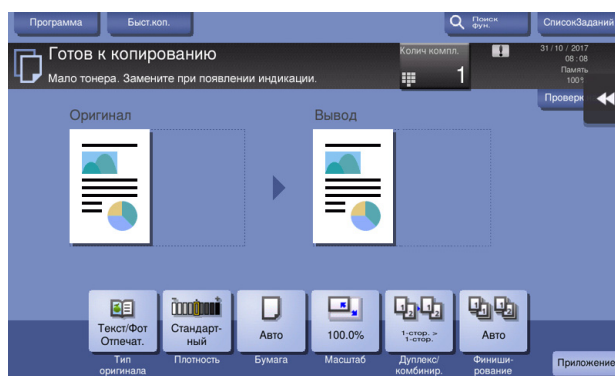 Программа
Быст.коп.
Поиск
фун.
СписокЗаданий
Готов к копированию
Мало тонера. Замените при появлении индикации.
Колич компл.
1
31/10 / 2017
08:08
Память
100%
Проверк
Оригинал
Вывод
Текст/Фот
Отпечат.
Стандарт-
ный
Авто
100.0%
1-стор. >
1-стор.
Авто
Тип
оригинала
Плотность
Бумага
Масштаб
Дуплекс/
комбинир.
Финиши-
рование
Приложение